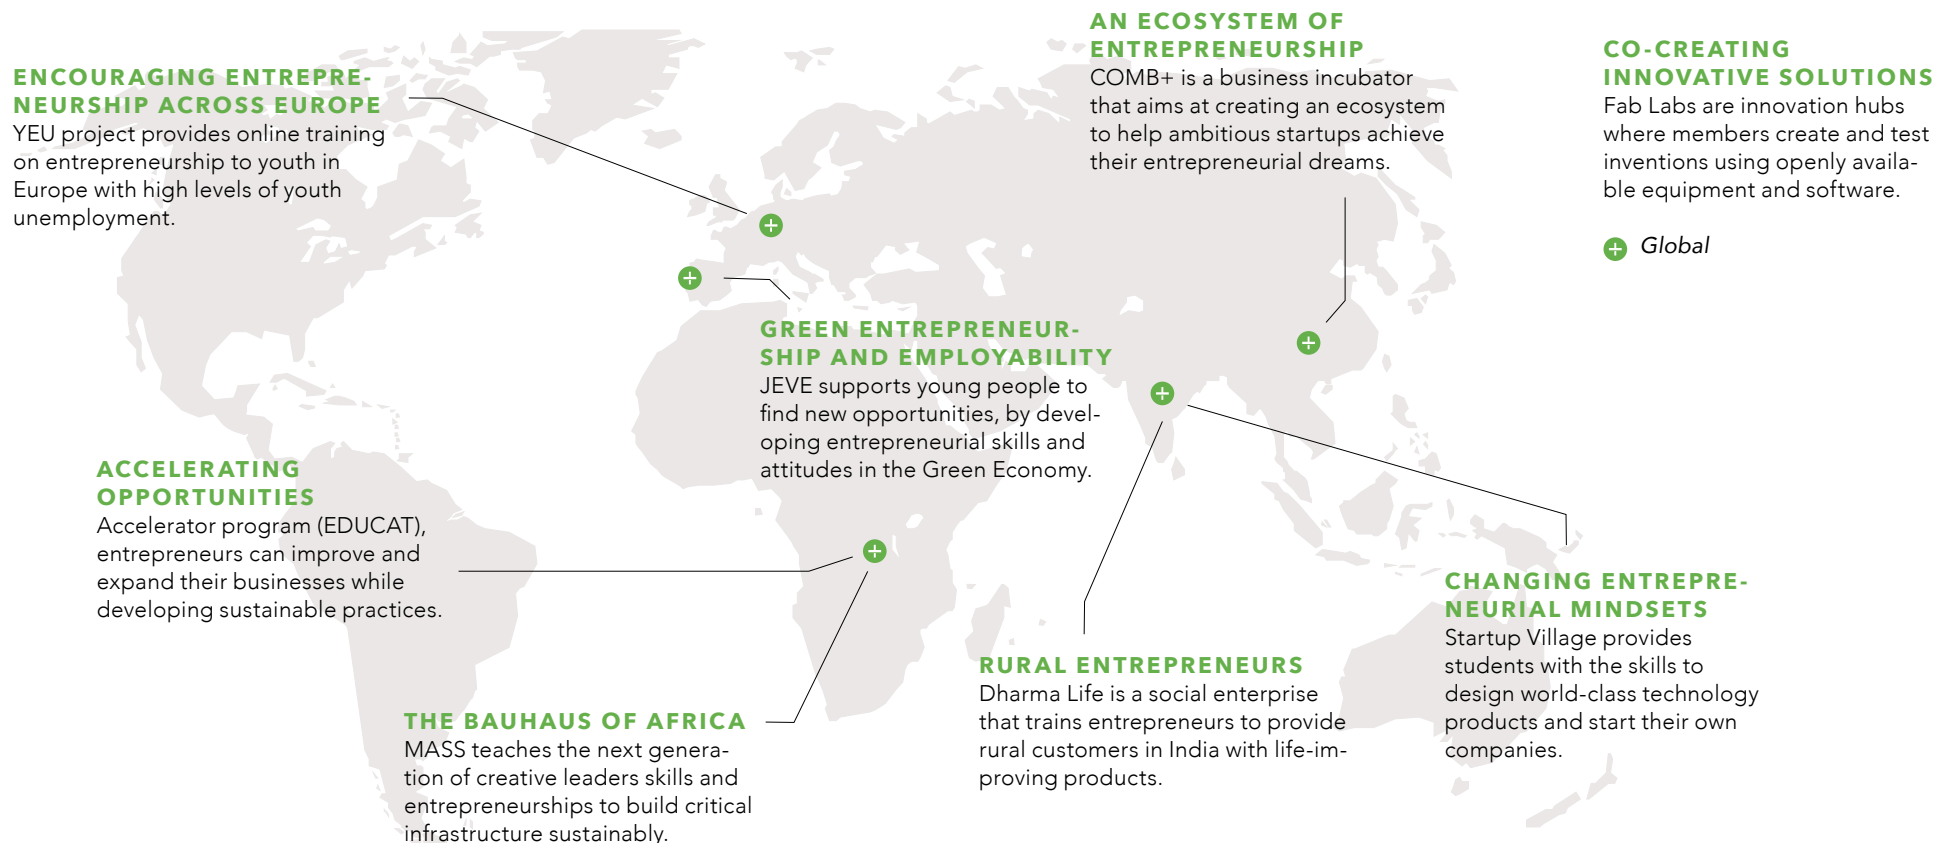 ENCOURAGING ENTREPRE-
NEURSHIP ACROSS EUROPE
YEU project provides online training
on entrepreneurship to youth in
Europe with high levels of youth
unemployment.
AN ECOSYSTEM OF
ENTREPRENEURSHIP
COMB+ is a business incubator
that aims at creating an ecosystem
to help ambitious startups achieve
their entrepreneurial dreams.
CO-CREATING
INNOVATIVE SOLUTIONS
Fab Labs are innovation hubs
where members create and test
inventions using openly availa-
ble equipment and software.
Global
GREEN ENTREPRENEUR-
SHIP AND EMPLOYABILITY
JEVE supports young people to
find new opportunities, by devel-
oping entrepreneurial skills and
attitudes in the Green Economy.
ACCELERATING
OPPORTUNITIES
Accelerator program (EDUCAT),
entrepreneurs can improve and
expand their businesses while
developing sustainable practices.
THE BAUHAUS OF AFRICA
MASS teaches the next genera-
tion of creative leaders skills and
entrepreneurships to build critical
infrastructure sustainably.
RURAL ENTREPRENEURS
Dharma Life is a social enterprise
that trains entrepreneurs to provide
rural customers in India with life-im-
proving products.
CHANGING ENTREPRE-
NEURIAL MINDSETS
Startup Village provides
students with the skills to
design world-class technology
products and start their own
companies.